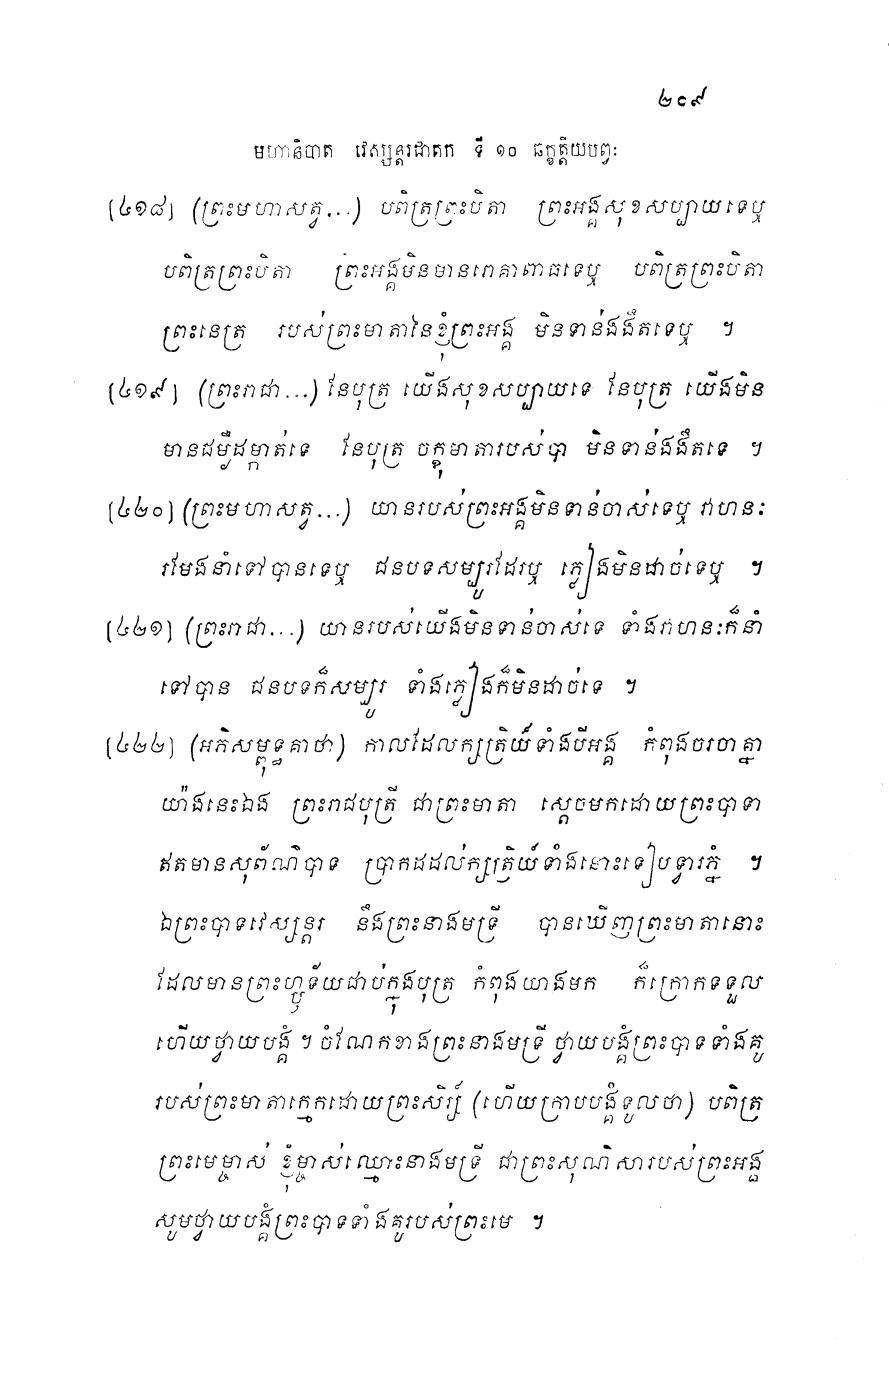 ២០៩
មហានិបាត វេស្សន្តរជាតក ទី ១០ ឆក្ខត្តិយបព្វៈ
[៤១៨] (ព្រះមហាសត្វ...) បពិត្រព្រះបិតា ព្រះអង្គសុខសប្បាយទេឬ
បពិត្រព្រះបិតា ព្រះអង្គមិនមានរោគាពាធទេឬ បពិត្រព្រះបិតា
ព្រះនេត្រ របស់ព្រះមាតានៃខ្ញុំព្រះអង្គ មិនទាន់ងងឹតទេឬ ។
[៤១៩] (ព្រះរាជា...) នែបុត្រ យើងសុខសប្បាយទេ នែបុត្រ យើងមិន
មានជម្ងឺដម្កាត់ទេ នែបុត្រ ចក្ខុមាតារបស់បា មិនទាន់ងងឹតទេ ។
[៤២០] (ព្រះមហាសត្វ...) យានរបស់ព្រះអង្គមិនទាន់ចាស់ទេឬ វាហនៈ
រមែងនាំទៅបានទេឬ ជនបទសម្បូរដែរឬ ភ្លៀងមិនដាច់ទេឬ ។
[៤២១] (ព្រះរាជា...) យានរបស់យើងមិនទាន់ចាស់ទេ ទាំងវាហនៈក៏នាំ
ទៅបាន ជនបទក៏សម្បូរ ទាំងភ្លៀងក៏មិនដាច់ទេ ។
[៤២២] (អភិសម្ពុទ្ធគាថា) កាលដែលក្សត្រិយ៍ទាំងបីអង្គ កំពុងចរចាគ្នា
យ៉ាងនេះឯង ព្រះរាជបុត្រី ជាព្រះមាតា ស្តេចមកដោយព្រះបាទា
ឥតមានសុព័ណ៌បាទ ប្រាកដដល់ក្សត្រិយ៍ទាំងនោះទៀបទ្វារភ្នំ ។
ឯព្រះបាទវេស្សន្តរ នឹងព្រះនាងមទ្រី បានឃើញព្រះមាតានោះ
ដែលមានព្រះហ្ឫទ័យជាប់ក្នុងបុត្រ កំពុងយាងមក ក៏ក្រោកទទួល
ហើយថ្វាយបង្គំ ។ ចំណែកខាងព្រះនាងមទ្រី ថ្វាយបង្គំព្រះបាទទាំងគូ
របស់ព្រះមាតាក្មេកដោយព្រះសិរ្ស៍ (ហើយក្រាបបង្គំទូលថា) បពិត្រ
ព្រះមេម្ចាស់ ខ្ញុំម្ចាស់ឈ្មោះនាងមទ្រី ជាព្រះសុណិសារបស់ព្រះអង្គ
សូមថ្វាយបង្គំព្រះបាទទាំងគូរបស់ព្រះមេ ។